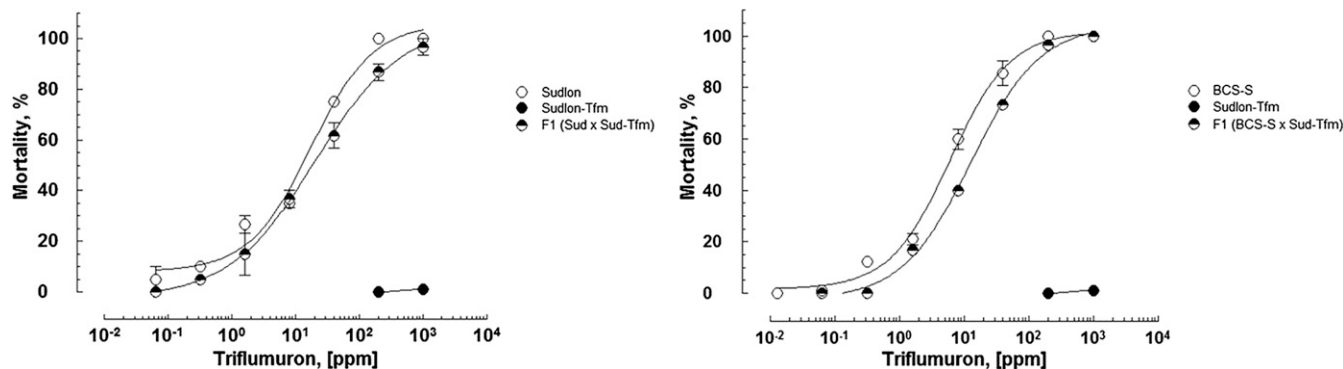 100
80
60
40
20
0
Mortality, %
10-2 10-1 100 101 102 103 104
Triflumuron, [ppm]
Sudlon
Sudlon-Tfm
F1 (Sud x Sud-Tfm)
100
80
60
40
20
0
Mortality, %
10-2 10-1 100 101 102 103 104
Triflumuron, [ppm]
BCS-S
Sudlon-Tfm
F1 (BCS-S x Sud-Tfm)